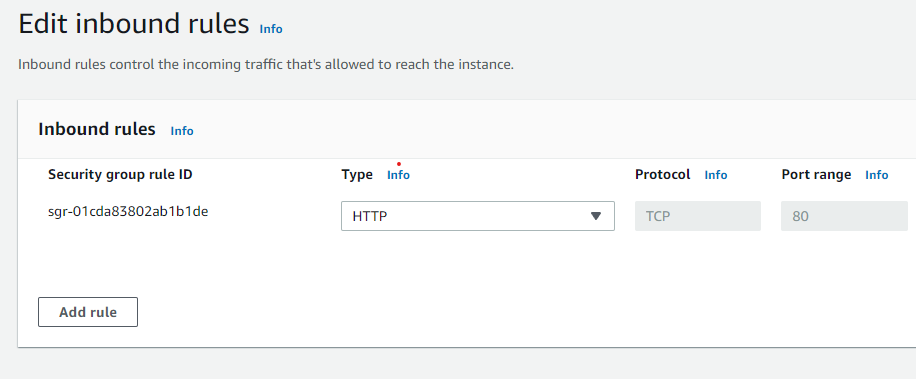 Edit inbound rules Info
Inbound rules control the incoming traffic that's allowed to reach the instance.
Inbound rules Info
Security group rule ID Type Info Protocol Info Port range Info
sgr-01cda83802ab1b1de HTTP TCP 80
Add rule